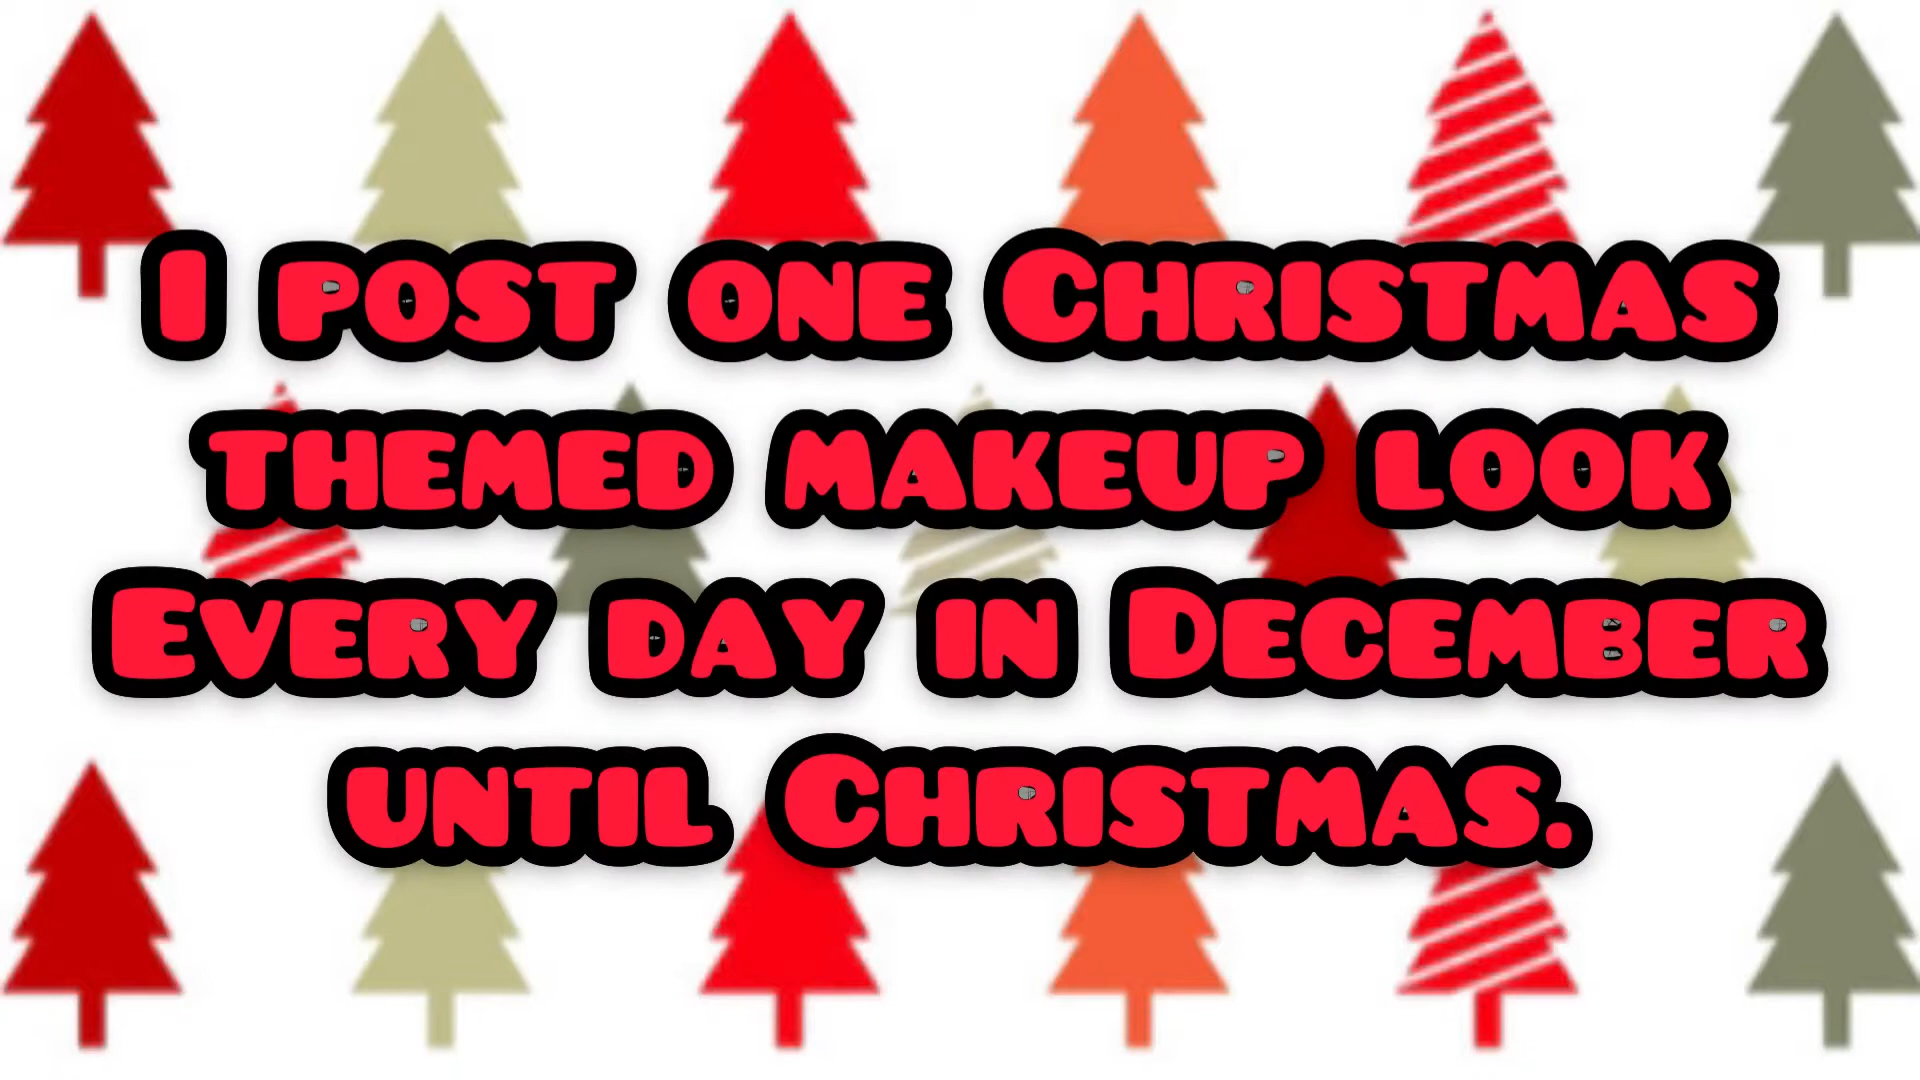 I post one Christmas
themed makeup look
Every day in December
until Christmas.